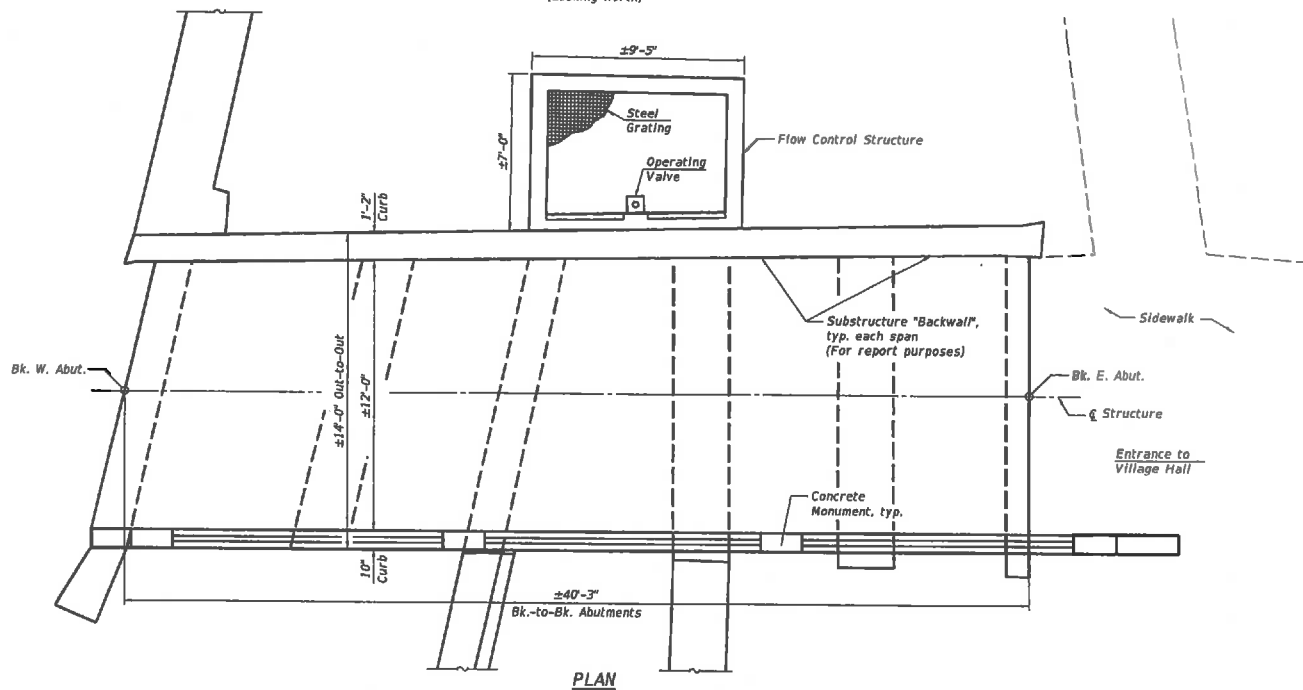 ±9'-5"
Steel
Grating
±7'-0"
Flow Control Structure
Operating
Valve
1'-2"
Curb
Substructure "Backwall",
typ. each span
(For report purposes)
Sidewalk
Bk. W. Abut.
Bk. E. Abut.
℄ Structure
±14'-0" Out-to-Out
±12'-0"
Entrance to
Village Hall
Concrete
Monument, typ.
10"
Curb
±40'-3"
Bk.-to-Bk. Abutments
PLAN